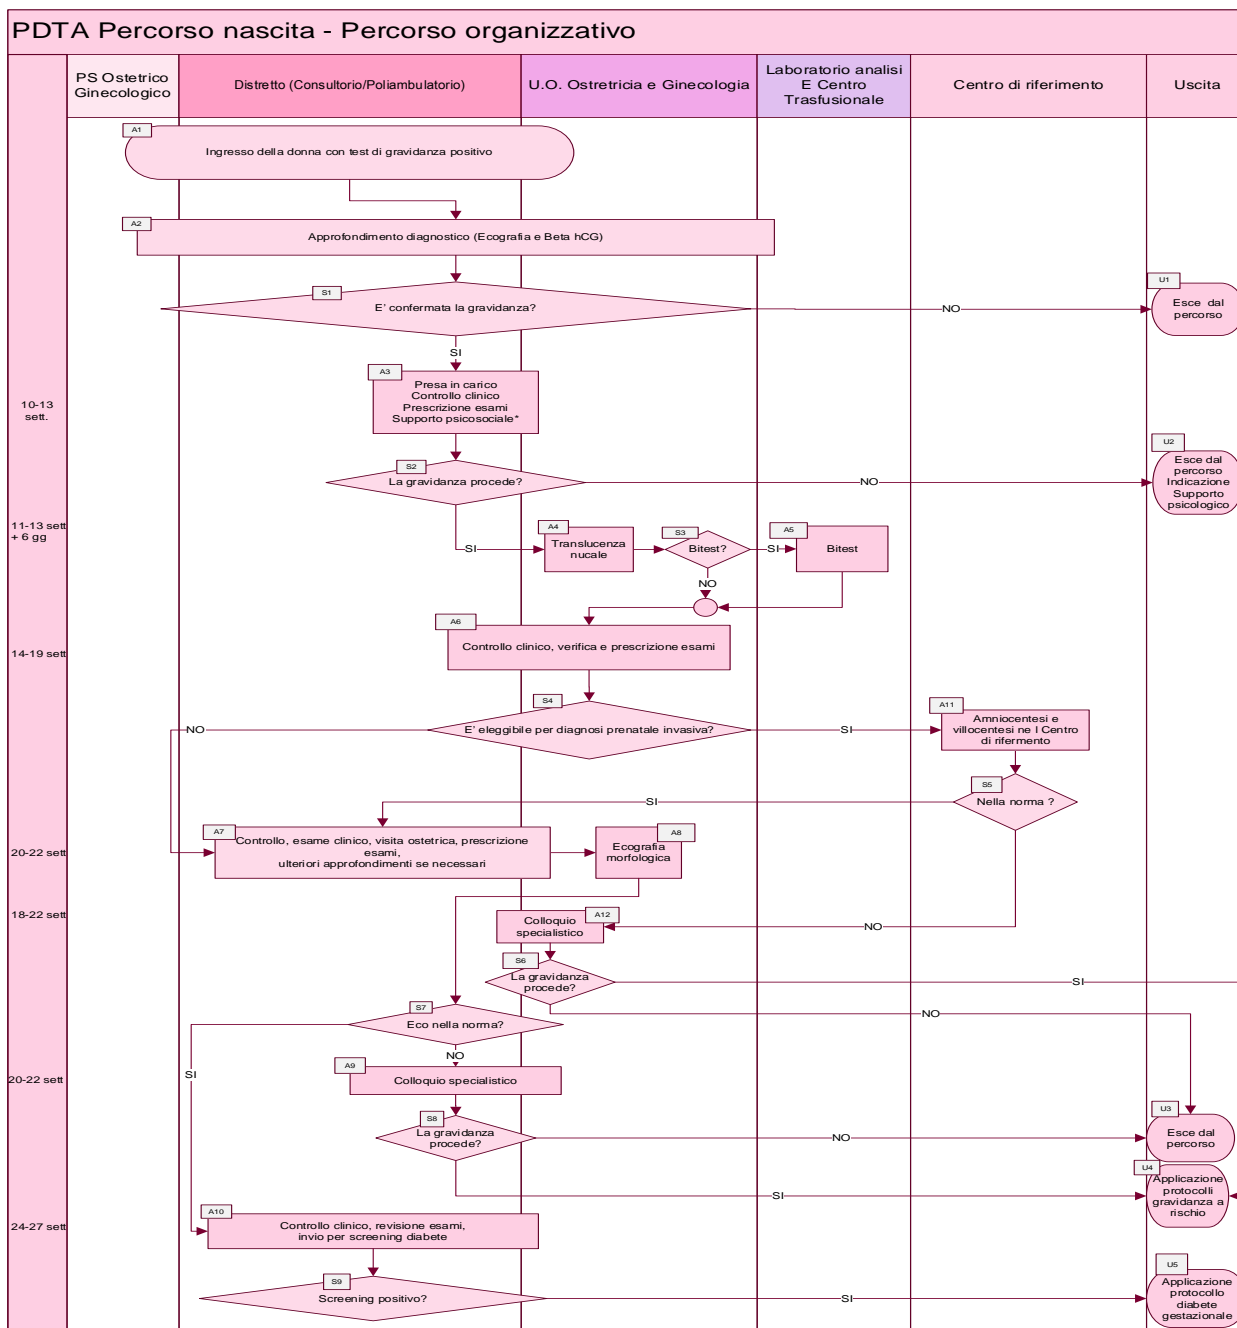 PDTA Percorso nascita - Percorso organizzativo
PS Ostetrico
Ginecologico
Distretto (Consultorio/Poliambulatorio)
U.O. Ostretricia e Ginecologia
Laboratorio analisi
E Centro
Trasfusionale
Centro di riferimento
Uscita
A1
Ingresso della donna con test di gravidanza positivo
A2
Approfondimento diagnostico (Ecografia e Beta hCG)
S1
E' confermata la gravidanza?
NO
U1
Esce dal
percorso
SI
10-13
sett.
A3
Presa in carico
Controllo clinico
Prescrizione esami
Supporto psicosociale*
S2
La gravidanza procede?
NO
U2
Esce dal
percorso
Indicazione
Supporto
psicologico
11-13 sett
+ 6 gg
SI
A4
Translucenza
nucale
S3
Bitest?
SI
A5
Bitest
NO
14-19 sett
A6
Controllo clinico, verifica e prescrizione esami
S4
E' eleggibile per diagnosi prenatale invasiva?
NO
SI
A11
Amniocentesi e
villocentesi ne l Centro
di rifermento
S5
Nella norma ?
SI
20-22 sett
A7
Controllo, esame clinico, visita ostetrica, prescrizione
esami,
ulteriori approfondimenti se necessari
A8
Ecografia
morfologica
18-22 sett
A12
Colloquio
specialistico
NO
S6
La gravidanza
procede?
SI
NO
S7
Eco nella norma?
SI
NO
20-22 sett
A9
Colloquio specialistico
S8
La gravidanza
procede?
NO
U3
Esce dal
percorso
SI
U4
Applicazione
protocolli
gravidanza a
rischio
24-27 sett
A10
Controllo clinico, revisione esami,
invio per screening diabete
S9
Screening positivo?
SI
U5
Applicazione
protocollo
diabete
gestazionale